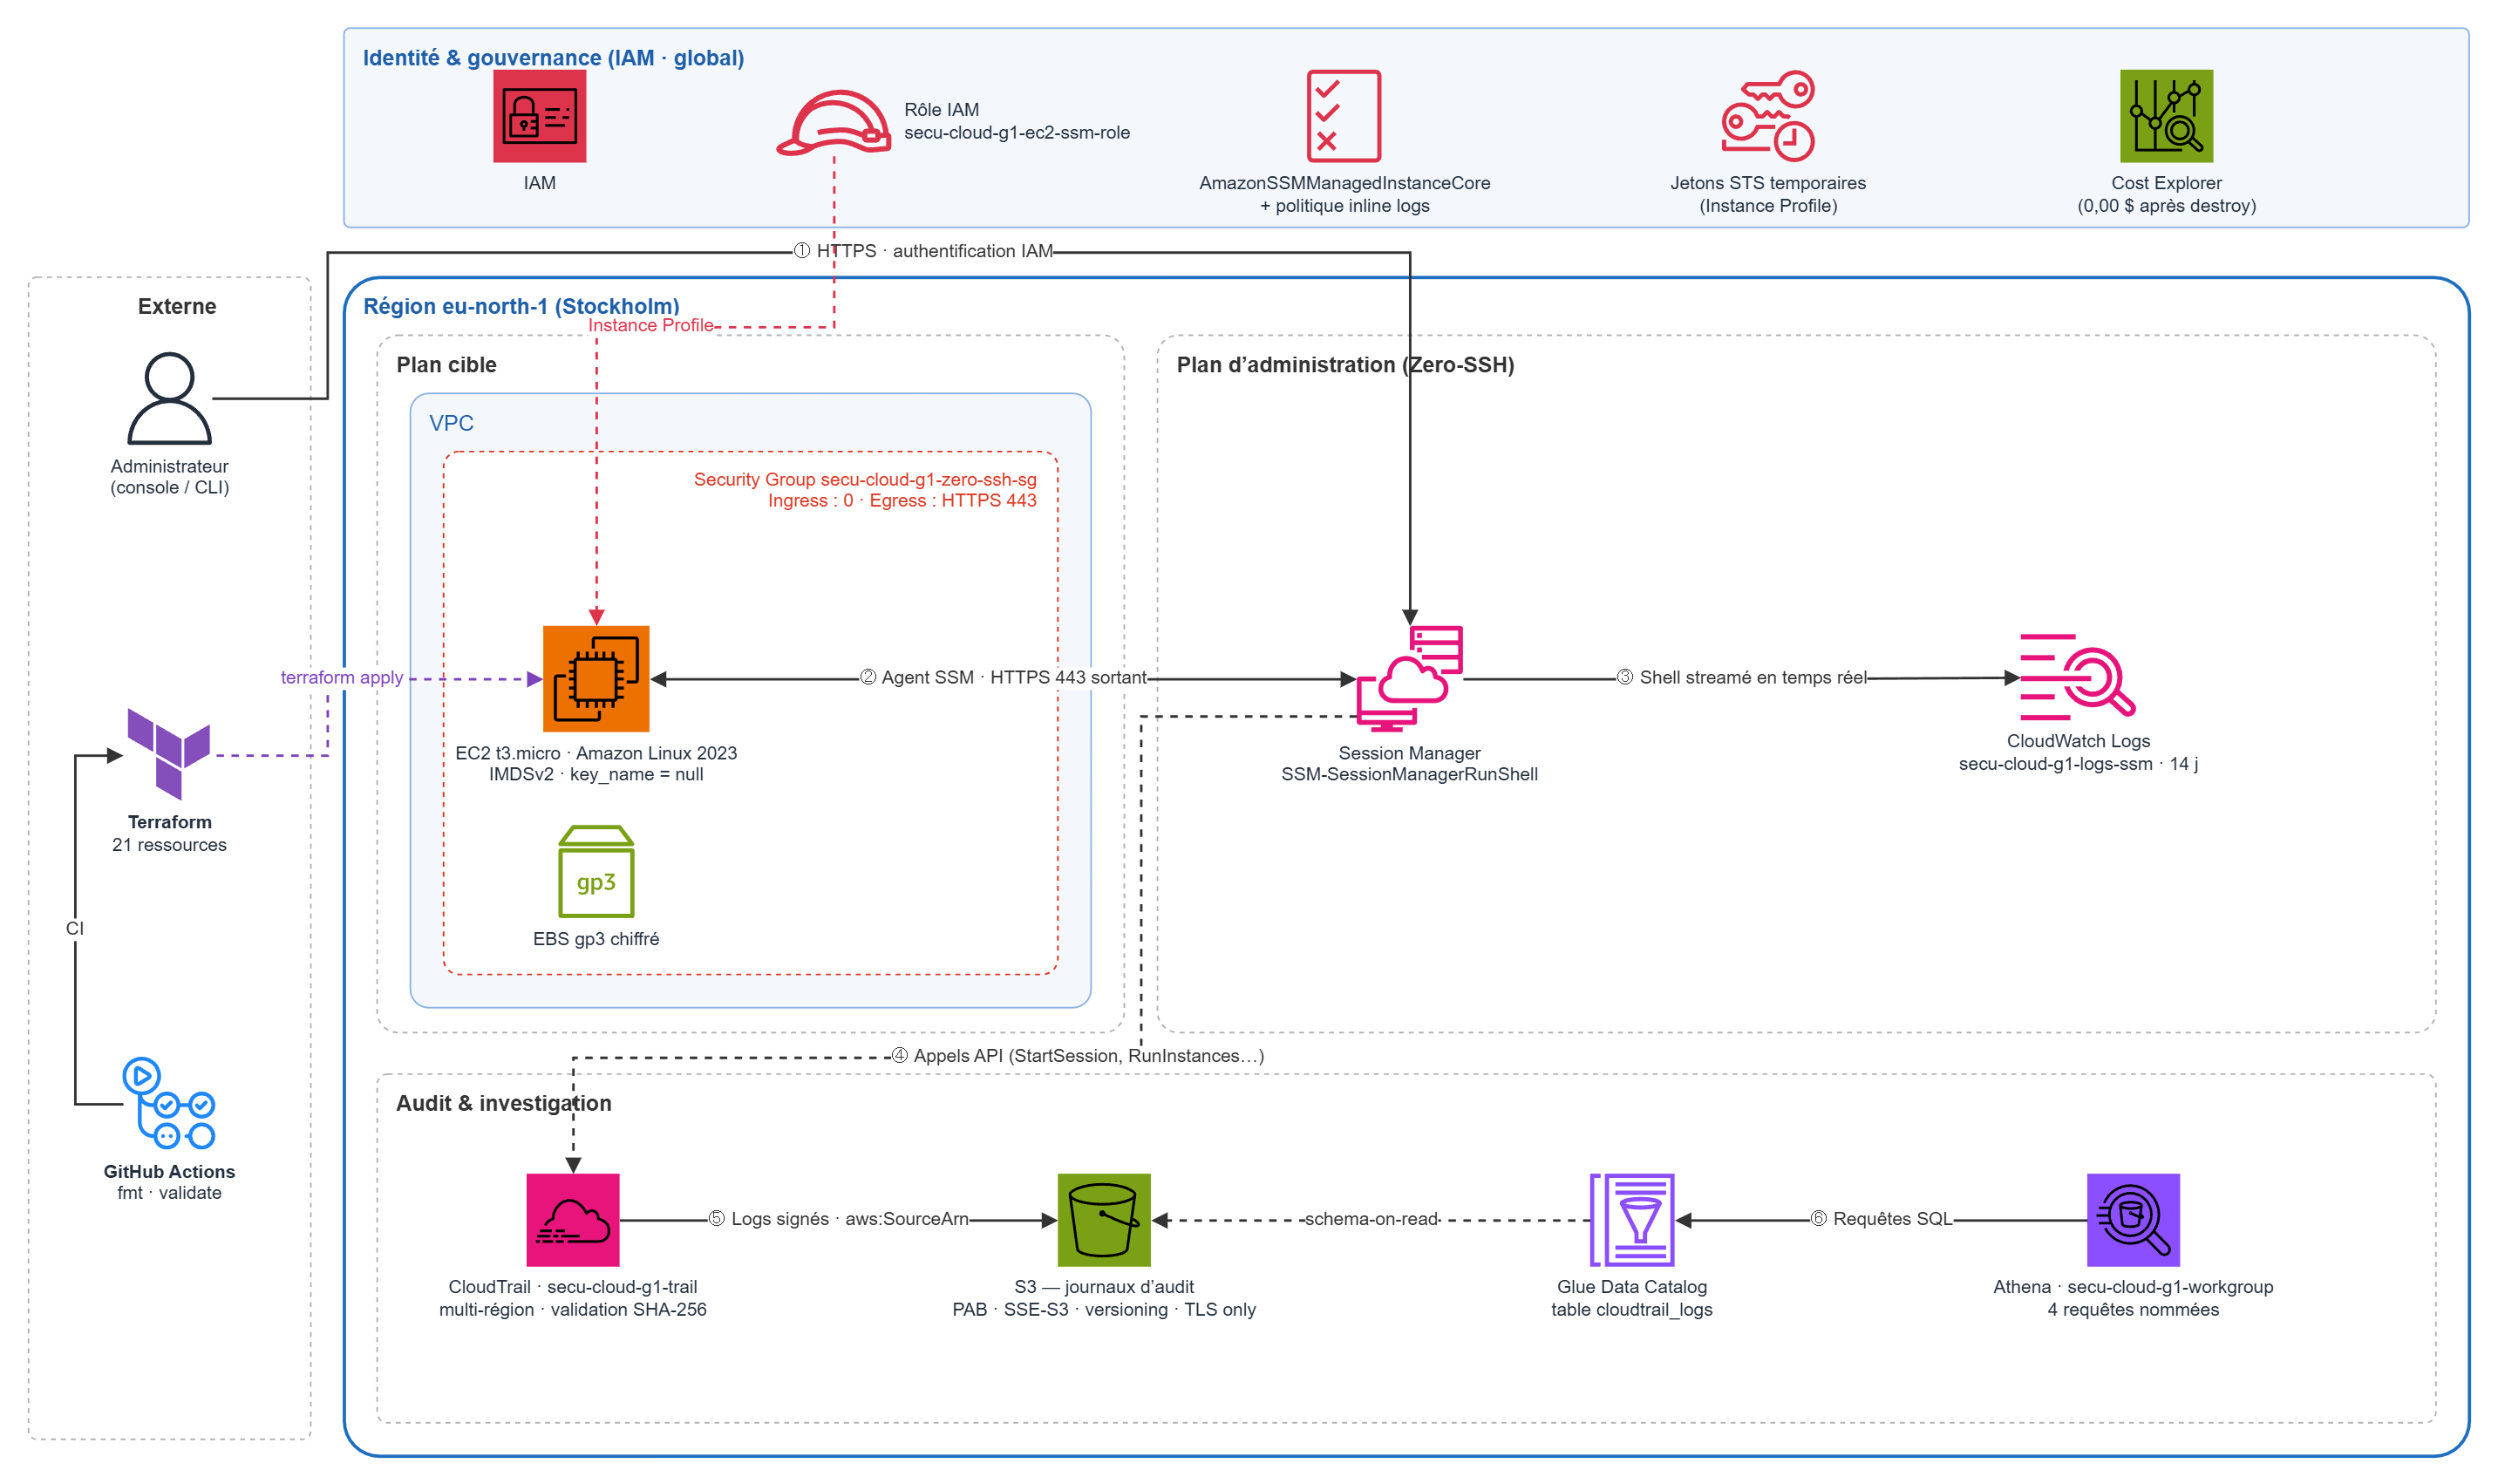 Identité & gouvernance (IAM · global)
IAM
Rôle IAM
secu-cloud-g1-ec2-ssm-role
AmazonSSMManagedInstanceCore
+ politique inline logs
Jetons STS temporaires
(Instance Profile)
Cost Explorer
(0,00 $ après destroy)
① HTTPS · authentification IAM
Externe
Administrateur
(console / CLI)
terraform apply
Terraform
21 ressources
CI
GitHub Actions
fmt · validate
Région eu-north-1 (Stockholm)
Instance Profile
Plan cible
VPC
Security Group secu-cloud-g1-zero-ssh-sg
Ingress : 0 · Egress : HTTPS 443
EC2 t3.micro · Amazon Linux 2023
IMDSv2 · key_name = null
gp3
EBS gp3 chiffré
② Agent SSM · HTTPS 443 sortant
Plan d’administration (Zero-SSH)
Session Manager
SSM-SessionManagerRunShell
③ Shell streamé en temps réel
CloudWatch Logs
secu-cloud-g1-logs-ssm · 14 j
④ Appels API (StartSession, RunInstances…)
Audit & investigation
CloudTrail · secu-cloud-g1-trail
multi-région · validation SHA-256
⑤ Logs signés · aws:SourceArn
S3 — journaux d’audit
PAB · SSE-S3 · versioning · TLS only
schema-on-read
Glue Data Catalog
table cloudtrail_logs
⑥ Requêtes SQL
Athena · secu-cloud-g1-workgroup
4 requêtes nommées